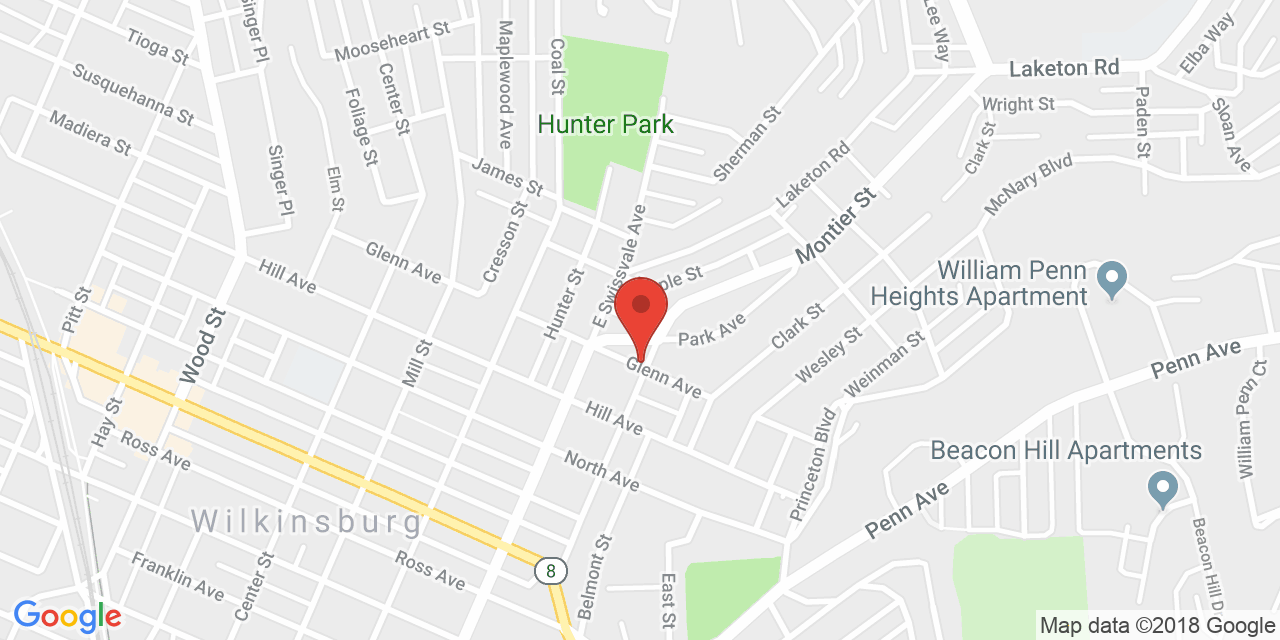 Tioga St
Singer Pl
Mooseheart St
Maplewood Ave
Coal St
Lee Way
Elba Way
Laketon Rd
Susquehanna St
Center St
Foliage St
Madiera St
Hunter Park
Sherman St
Wright St
Paden St
Sloan Ave
Singer Pl
Elm St
James St
Laketon Rd
Clark St
McNary Blvd
Cresson St
E Swissvale Ave
Montier St
Glenn Ave
Hill Ave
Hunter St
ple St
William Penn
Heights Apartment
Pitt St
Wood St
Mill St
Park Ave
Clark St
Wesley St
Weinman St
Penn Ave
Glenn Ave
William Penn Ct
Hay St
Ross Ave
Hill Ave
Princeton Blvd
Beacon Hill Apartments
North Ave
Penn Ave
Wilkinsburg
Franklin Ave
Center St
Ross Ave
8
Belmont St
East St
Beacon Hill Dr
Google
Map data ©2018 Google